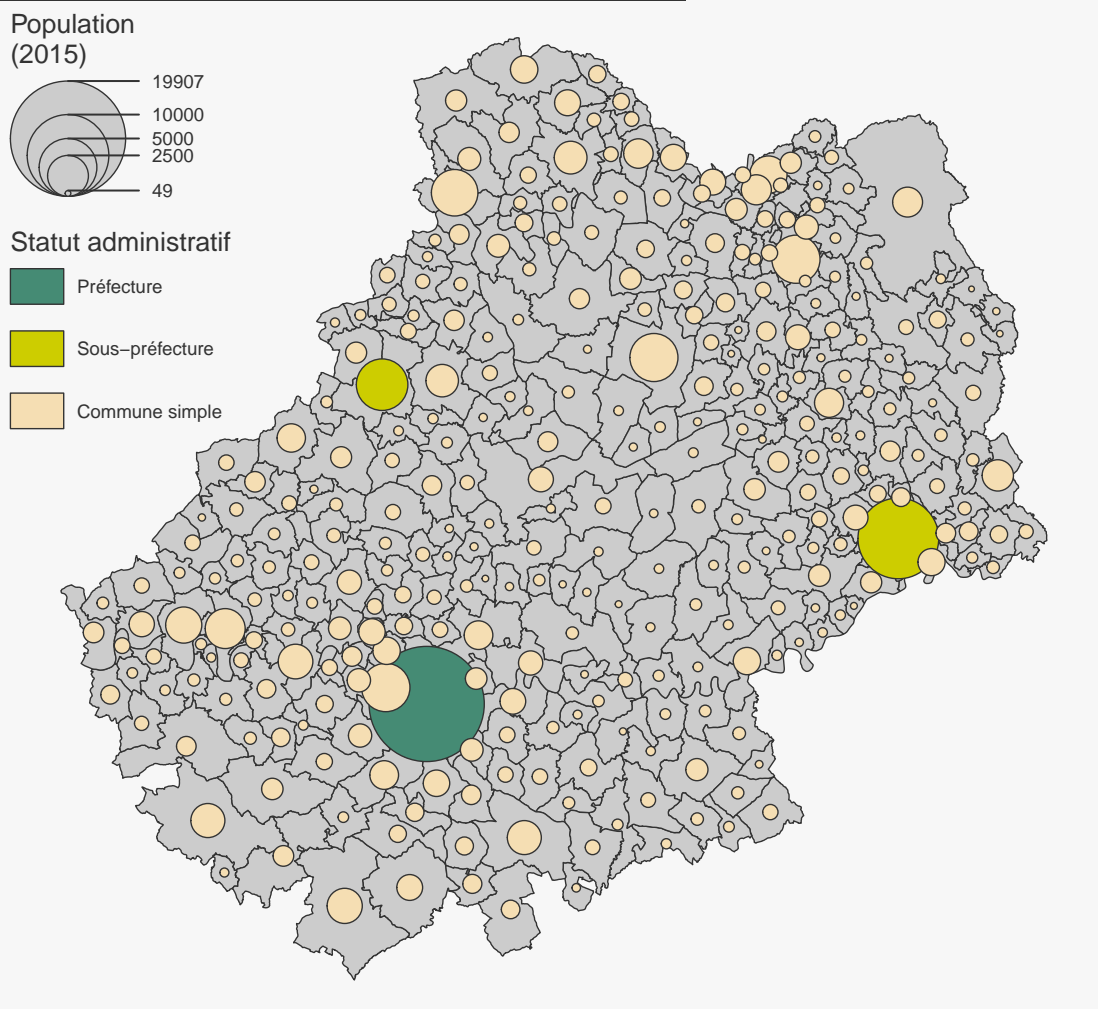 Population
(2015)
19907
10000
5000
2500
49
Statut administratif
Préfecture
Sous−préfecture
Commune simple